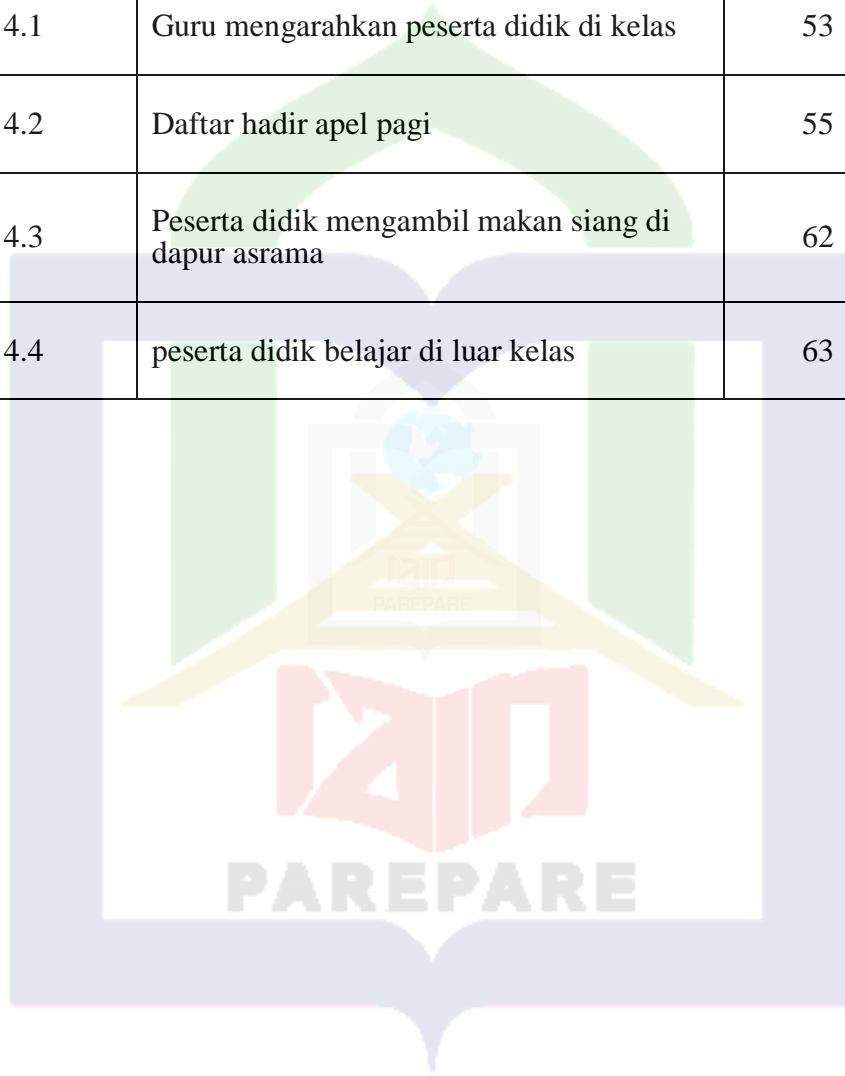 4.1 Guru mengarahkan peserta didik di kelas 53
4.2 Daftar hadir apel pagi 55
4.3 Peserta didik mengambil makan siang di
dapur asrama 62
4.4 peserta didik belajar di luar kelas 63
IAIN
PAREPARE
IAIN
PAREPARE